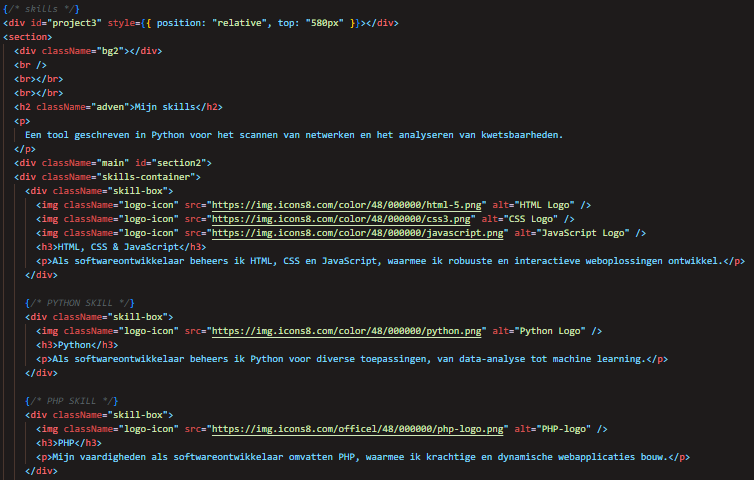 {/* skills */}
<div id="project3" style={{ position: "relative", top: "580px" }}></div>
<section>
<div className="bg2"></div>
<br />
<br></br>
<br></br>
<h2 className="adven">Mijn skills</h2>
<p>
Een tool geschreven in Python voor het scannen van netwerken en het analyseren van kwetsbaarheden.
</p>
<div className="main" id="section2">
<div className="skills-container">
<div className="skill-box">
<img className="logo-icon" src="https://img.icons8.com/color/48/000000/html-5.png" alt="HTML Logo" />
<img className="logo-icon" src="https://img.icons8.com/color/48/000000/css3.png" alt="CSS Logo" />
<img className="logo-icon" src="https://img.icons8.com/color/48/000000/javascript.png" alt="JavaScript Logo" />
<h3>HTML, CSS & JavaScript</h3>
<p>Als softwareontwikkelaar beheers ik HTML, CSS en JavaScript, waarmee ik robuuste en interactieve weboplossingen ontwikkel.</p>
</div>
{/* PYTHON SKILL */}
<div className="skill-box">
<img className="logo-icon" src="https://img.icons8.com/color/48/000000/python.png" alt="Python Logo" />
<h3>Python</h3>
<p>Als softwareontwikkelaar beheers ik Python voor diverse toepassingen, van data-analyse tot machine learning.</p>
</div>
{/* PHP SKILL */}
<div className="skill-box">
<img className="logo-icon" src="https://img.icons8.com/officel/48/000000/php-logo.png" alt="PHP-logo" />
<h3>PHP</h3>
<p>Mijn vaardigheden als softwareontwikkelaar omvatten PHP, waarmee ik krachtige en dynamische webapplicaties bouw.</p>
</div>